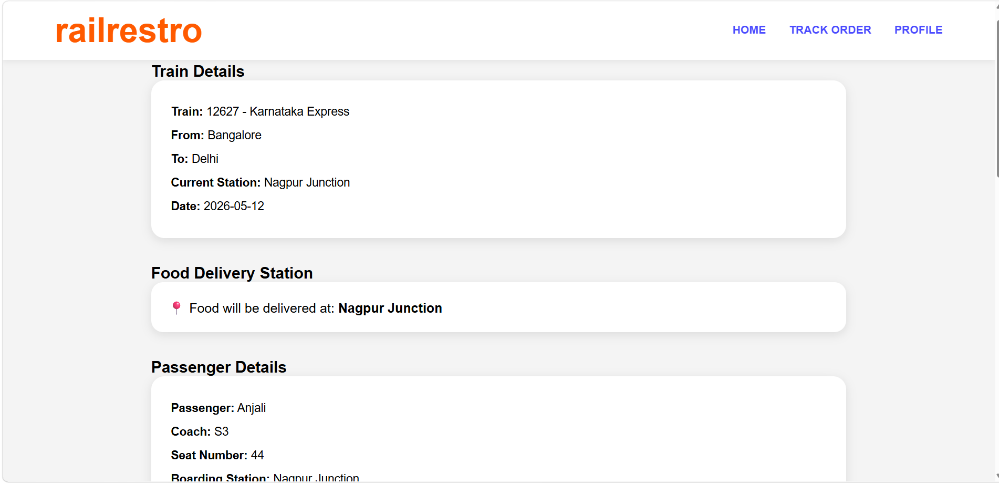 railrestro
HOME TRACK ORDER PROFILE
Train Details
Train: 12627 - Karnataka Express
From: Bangalore
To: Delhi
Current Station: Nagpur Junction
Date: 2026-05-12
Food Delivery Station
📍 Food will be delivered at: Nagpur Junction
Passenger Details
Passenger: Anjali
Coach: S3
Seat Number: 44
Boarding Station: Nagpur Junction